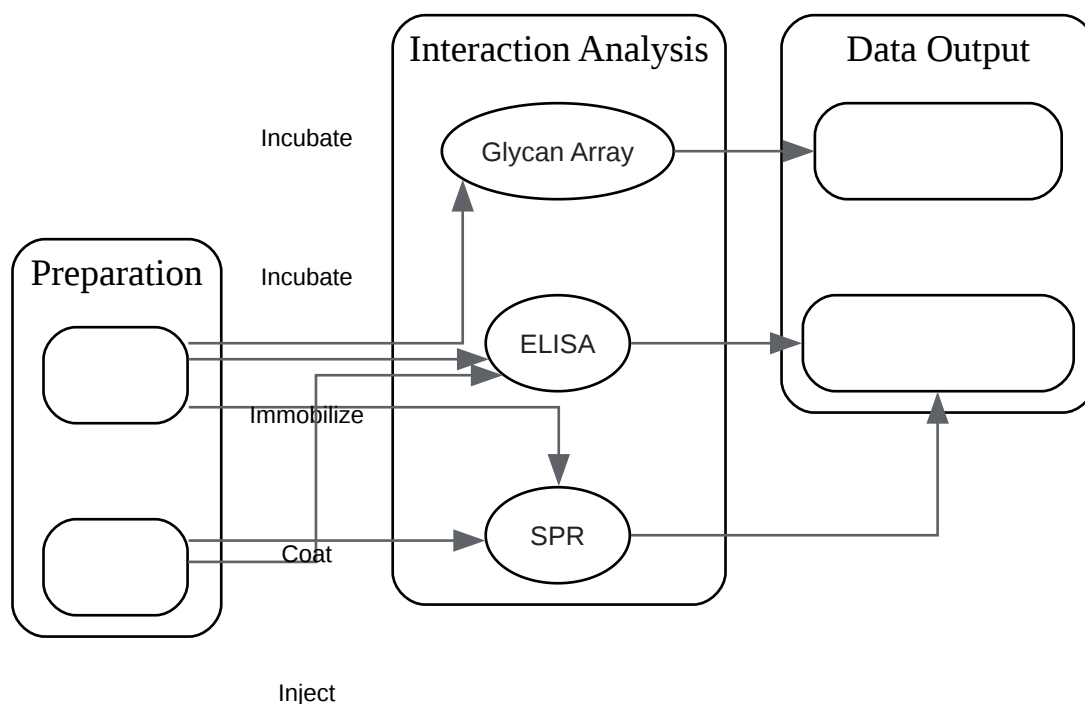 Interaction Analysis
Data Output
Incubate
Glycan Array
Preparation
Incubate
ELISA
Immobilize
SPR
Coat
Inject